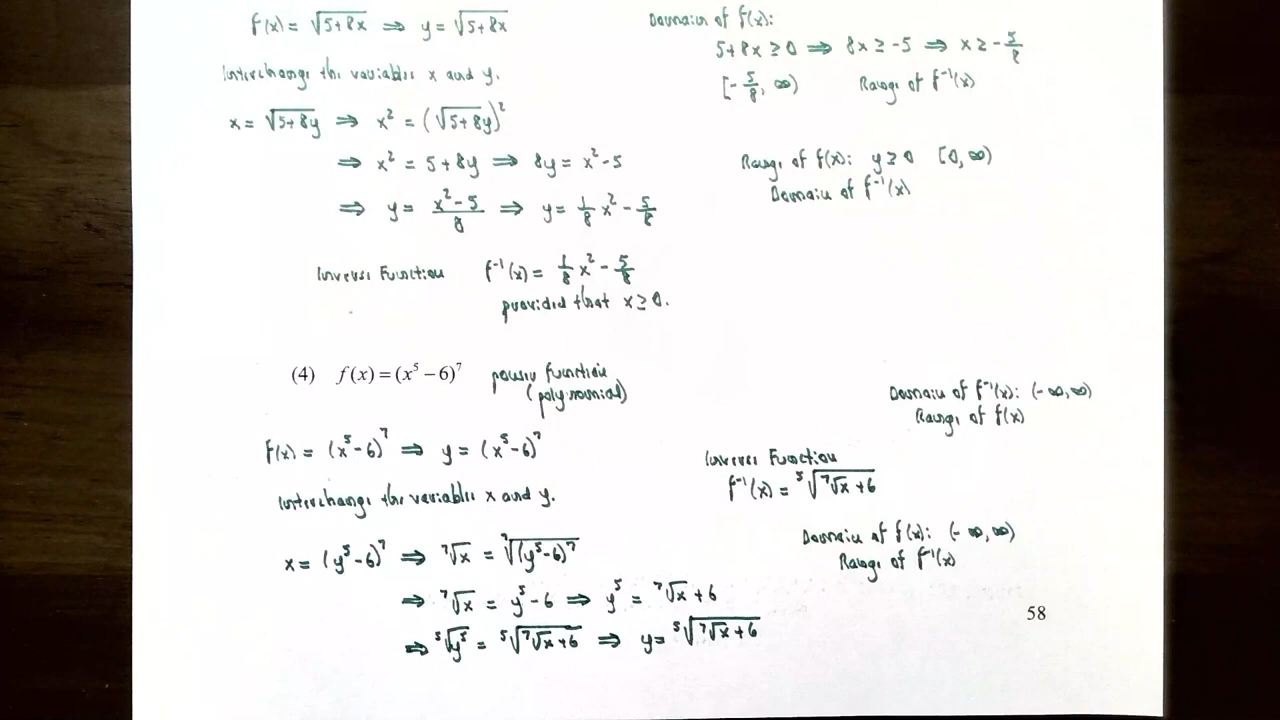 f(x) = √(5+8x) ⇒ y = √(5+8x)
Interchange the variables x and y.
x = √(5+8y) ⇒ x² = (√(5+8y))²
⇒ x² = 5+8y ⇒ 8y = x²-5
⇒ y = (x²-5)/8 ⇒ y = 1/8 x² - 5/8
Inverse Function f⁻¹(x) = 1/8 x² - 5/8
provided that x ≥ 0.
Domain of f(x):
5+8x ≥ 0 ⇒ 8x ≥ -5 ⇒ x ≥ -5/8
[-5/8, ∞) Range of f⁻¹(x)
Range of f(x): y ≥ 0 [0, ∞)
Domain of f⁻¹(x)
(4) f(x) = (x⁵ - 6)⁷ power function
(polynomial)
f(x) = (x⁵-6)⁷ ⇒ y = (x⁵-6)⁷
Interchange the variables x and y.
x = (y⁵-6)⁷ ⇒ ⁷√x = ⁷√((y⁵-6)⁷)
⇒ ⁷√x = y⁵-6 ⇒ y⁵ = ⁷√x + 6
⇒ ⁵√(y⁵) = ⁵√(⁷√x + 6) ⇒ y = ⁵√(⁷√x + 6)
Domain of f⁻¹(x): (-∞, ∞)
Range of f(x)
Inverse Function
f⁻¹(x) = ⁵√(⁷√x + 6)
Domain of f(x): (-∞, ∞)
Range of f⁻¹(x)
58